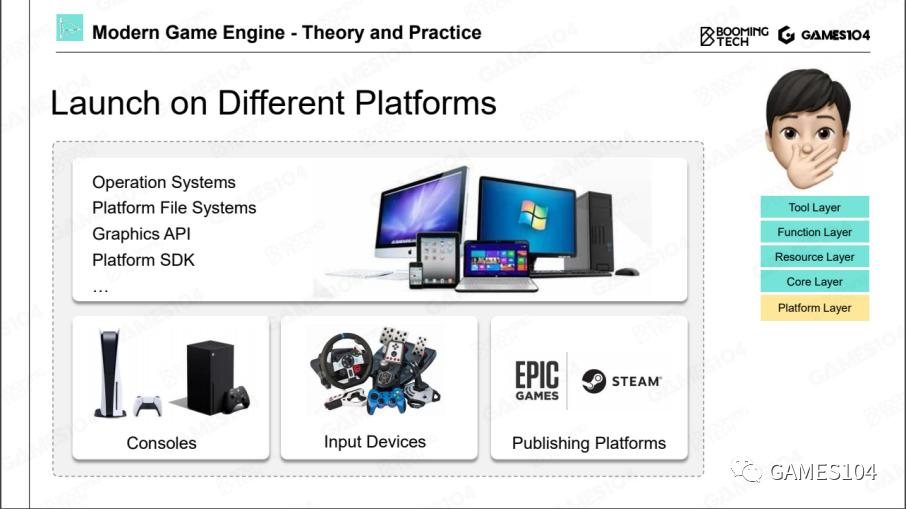 Modern Game Engine - Theory and Practice
BOOMING TECH
GAMES104
Launch on Different Platforms
Operation Systems
Platform File Systems
Graphics API
Platform SDK
…
Tool Layer
Function Layer
Resource Layer
Core Layer
Platform Layer
Consoles
Input Devices
EPIC
GAMES
STEAM
Publishing Platforms
GAMES104